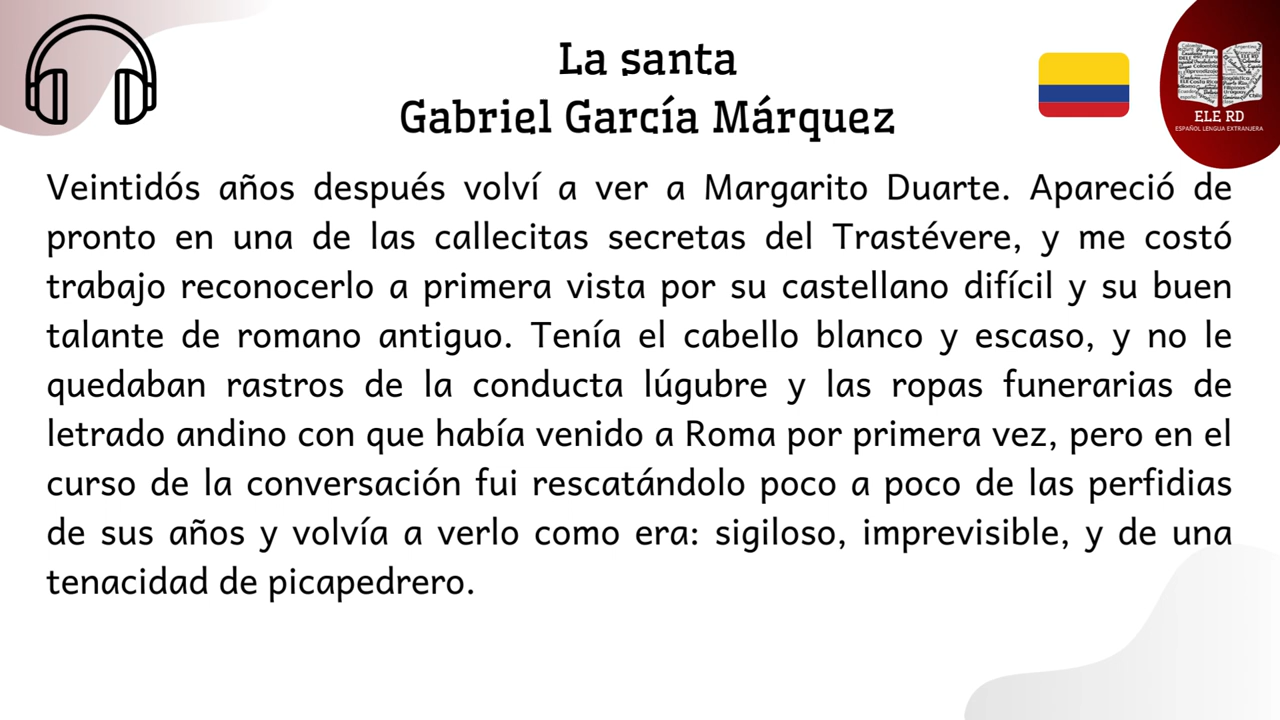 La santa
Gabriel García Márquez
ELE RD
ESPAÑOL LENGUA EXTRANJERA
Veintidós años después volví a ver a Margarito Duarte. Apareció de
pronto en una de las callecitas secretas del Trastévere, y me costó
trabajo reconocerlo a primera vista por su castellano difícil y su buen
talante de romano antiguo. Tenía el cabello blanco y escaso, y no le
quedaban rastros de la conducta lúgubre y las ropas funerarias de
letrado andino con que había venido a Roma por primera vez, pero en el
curso de la conversación fui rescatándolo poco a poco de las perfidias
de sus años y volvía a verlo como era: sigiloso, imprevisible, y de una
tenacidad de picapedrero.